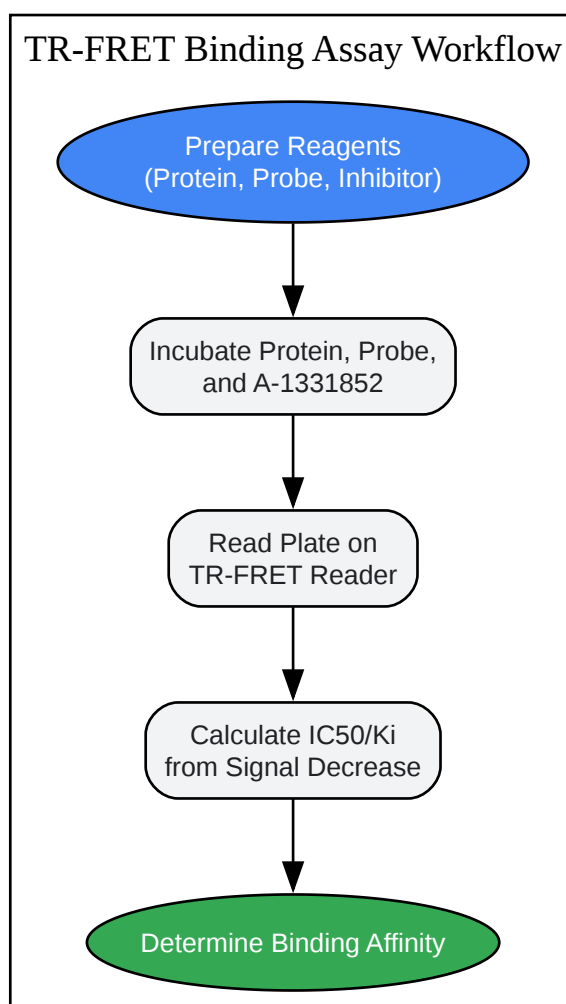 TR-FRET Binding Assay Workflow
Prepare Reagents
(Protein, Probe, Inhibitor)
Incubate Protein, Probe,
and A-1331852
Read Plate on
TR-FRET Reader
Calculate IC50/Ki
from Signal Decrease
Determine Binding Affinity